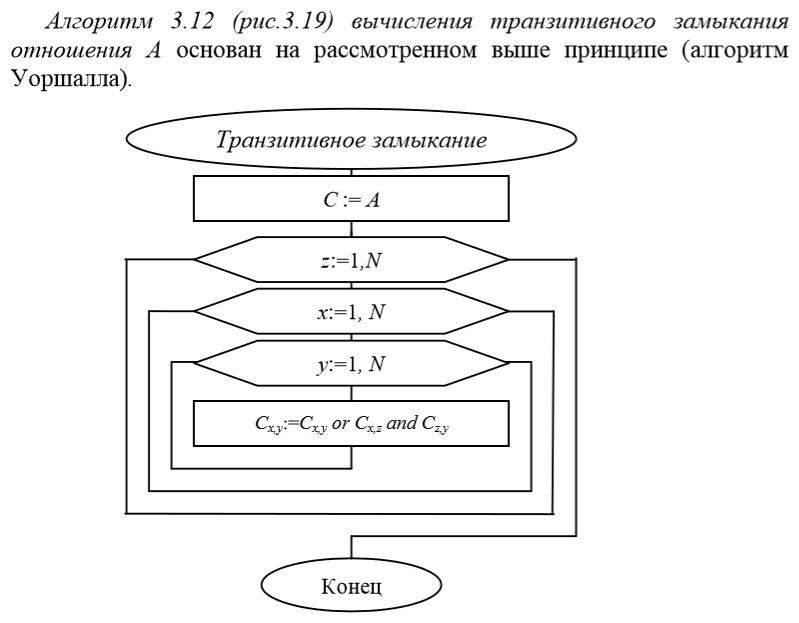 Алгоритм 3.12 (рис.3.19) вычисления транзитивного замыкания
отношения A основан на рассмотренном выше принципе (алгоритм
Уоршалла).
Транзитивное замыкание
C := A
z:=1,N
x:=1, N
y:=1, N
Cx,y:=Cx,y or Cx,z and Cz,y
Конец